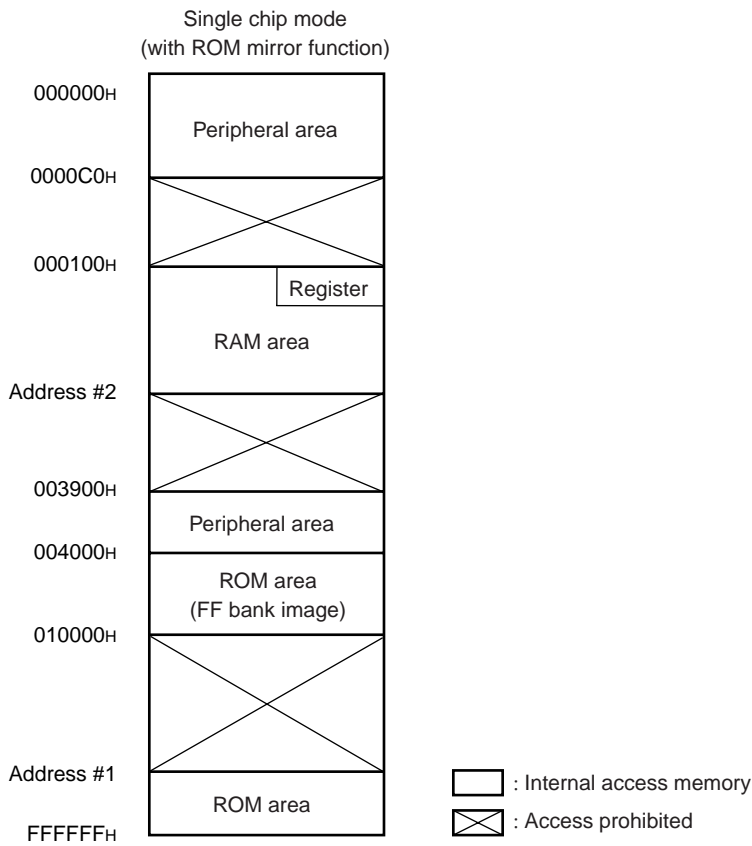 Single chip mode
(with ROM mirror function)
000000H
Peripheral area
0000C0H
000100H
Register
RAM area
Address #2
003900H
Peripheral area
004000H
ROM area
(FF bank image)
010000H
Address #1
ROM area
FFFFFFH
: Internal access memory
: Access prohibited